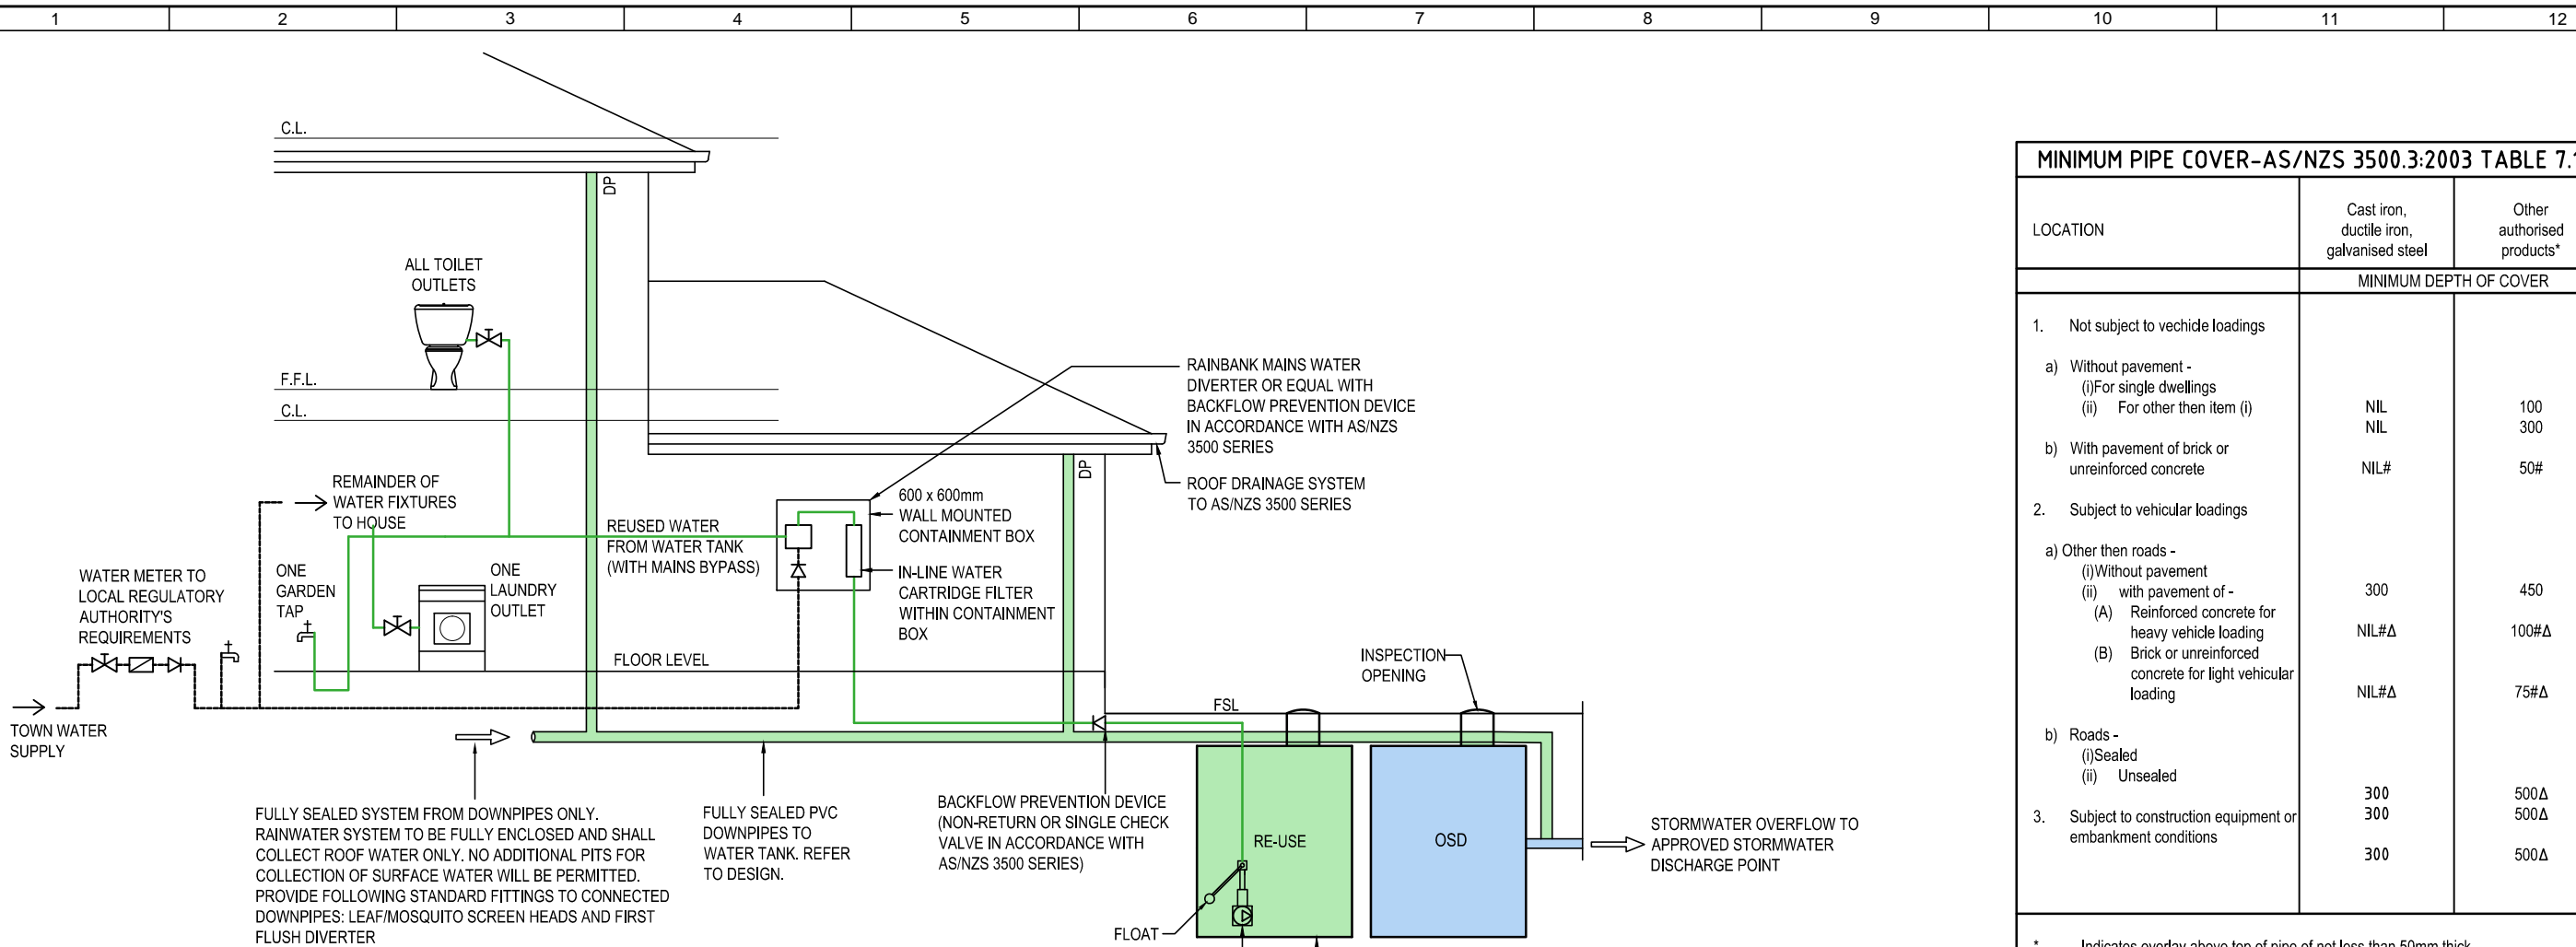 1 2 3 4 5 6 7 8 9 10 11 12
C.L.
DP
ALL TOILET
OUTLETS
F.F.L.
C.L.
RAINBANK MAINS WATER
DIVERTER OR EQUAL WITH
BACKFLOW PREVENTION DEVICE
IN ACCORDANCE WITH AS/NZS
3500 SERIES
DP
ROOF DRAINAGE SYSTEM
TO AS/NZS 3500 SERIES
REMAINDER OF
WATER FIXTURES
TO HOUSE
REUSED WATER
FROM WATER TANK
(WITH MAINS BYPASS)
600 x 600mm
WALL MOUNTED
CONTAINMENT BOX
IN-LINE WATER
CARTRIDGE FILTER
WITHIN CONTAINMENT
BOX
WATER METER TO
LOCAL REGULATORY
AUTHORITY'S
REQUIREMENTS
ONE
GARDEN
TAP
ONE
LAUNDRY
OUTLET
FLOOR LEVEL
INSPECTION
OPENING
FSL
TOWN WATER
SUPPLY
FULLY SEALED SYSTEM FROM DOWNPIPES ONLY.
RAINWATER SYSTEM TO BE FULLY ENCLOSED AND SHALL
COLLECT ROOF WATER ONLY. NO ADDITIONAL PITS FOR
COLLECTION OF SURFACE WATER WILL BE PERMITTED.
PROVIDE FOLLOWING STANDARD FITTINGS TO CONNECTED
DOWNPIPES: LEAF/MOSQUITO SCREEN HEADS AND FIRST
FLUSH DIVERTER
FULLY SEALED PVC
DOWNPIPES TO
WATER TANK. REFER
TO DESIGN.
BACKFLOW PREVENTION DEVICE
(NON-RETURN OR SINGLE CHECK
VALVE IN ACCORDANCE WITH
AS/NZS 3500 SERIES)
RE-USE
OSD
FLOAT
STORMWATER OVERFLOW TO
APPROVED STORMWATER
DISCHARGE POINT
MINIMUM PIPE COVER-AS/NZS 3500.3:2003 TABLE 7.
LOCATION
Cast iron,
ductile iron,
galvanised steel
Other
authorised
products*
MINIMUM DEPTH OF COVER
1. Not subject to vechicle loadings
a) Without pavement -
(i)For single dwellings
(ii) For other then item (i) NIL 100
NIL 300
b) With pavement of brick or
unreinforced concrete NIL# 50#
2. Subject to vehicular loadings
a) Other then roads -
(i)Without pavement
(ii) with pavement of - 300 450
(A) Reinforced concrete for
heavy vehicle loading NIL#Δ 100#Δ
(B) Brick or unreinforced
concrete for light vehicular
loading NIL#Δ 75#Δ
b) Roads -
(i)Sealed
(ii) Unsealed
300 500Δ
3. Subject to construction equipment or 300 500Δ
embankment conditions
300 500Δ
* Indicates overlay above top of pipe of not less than 50mm thick